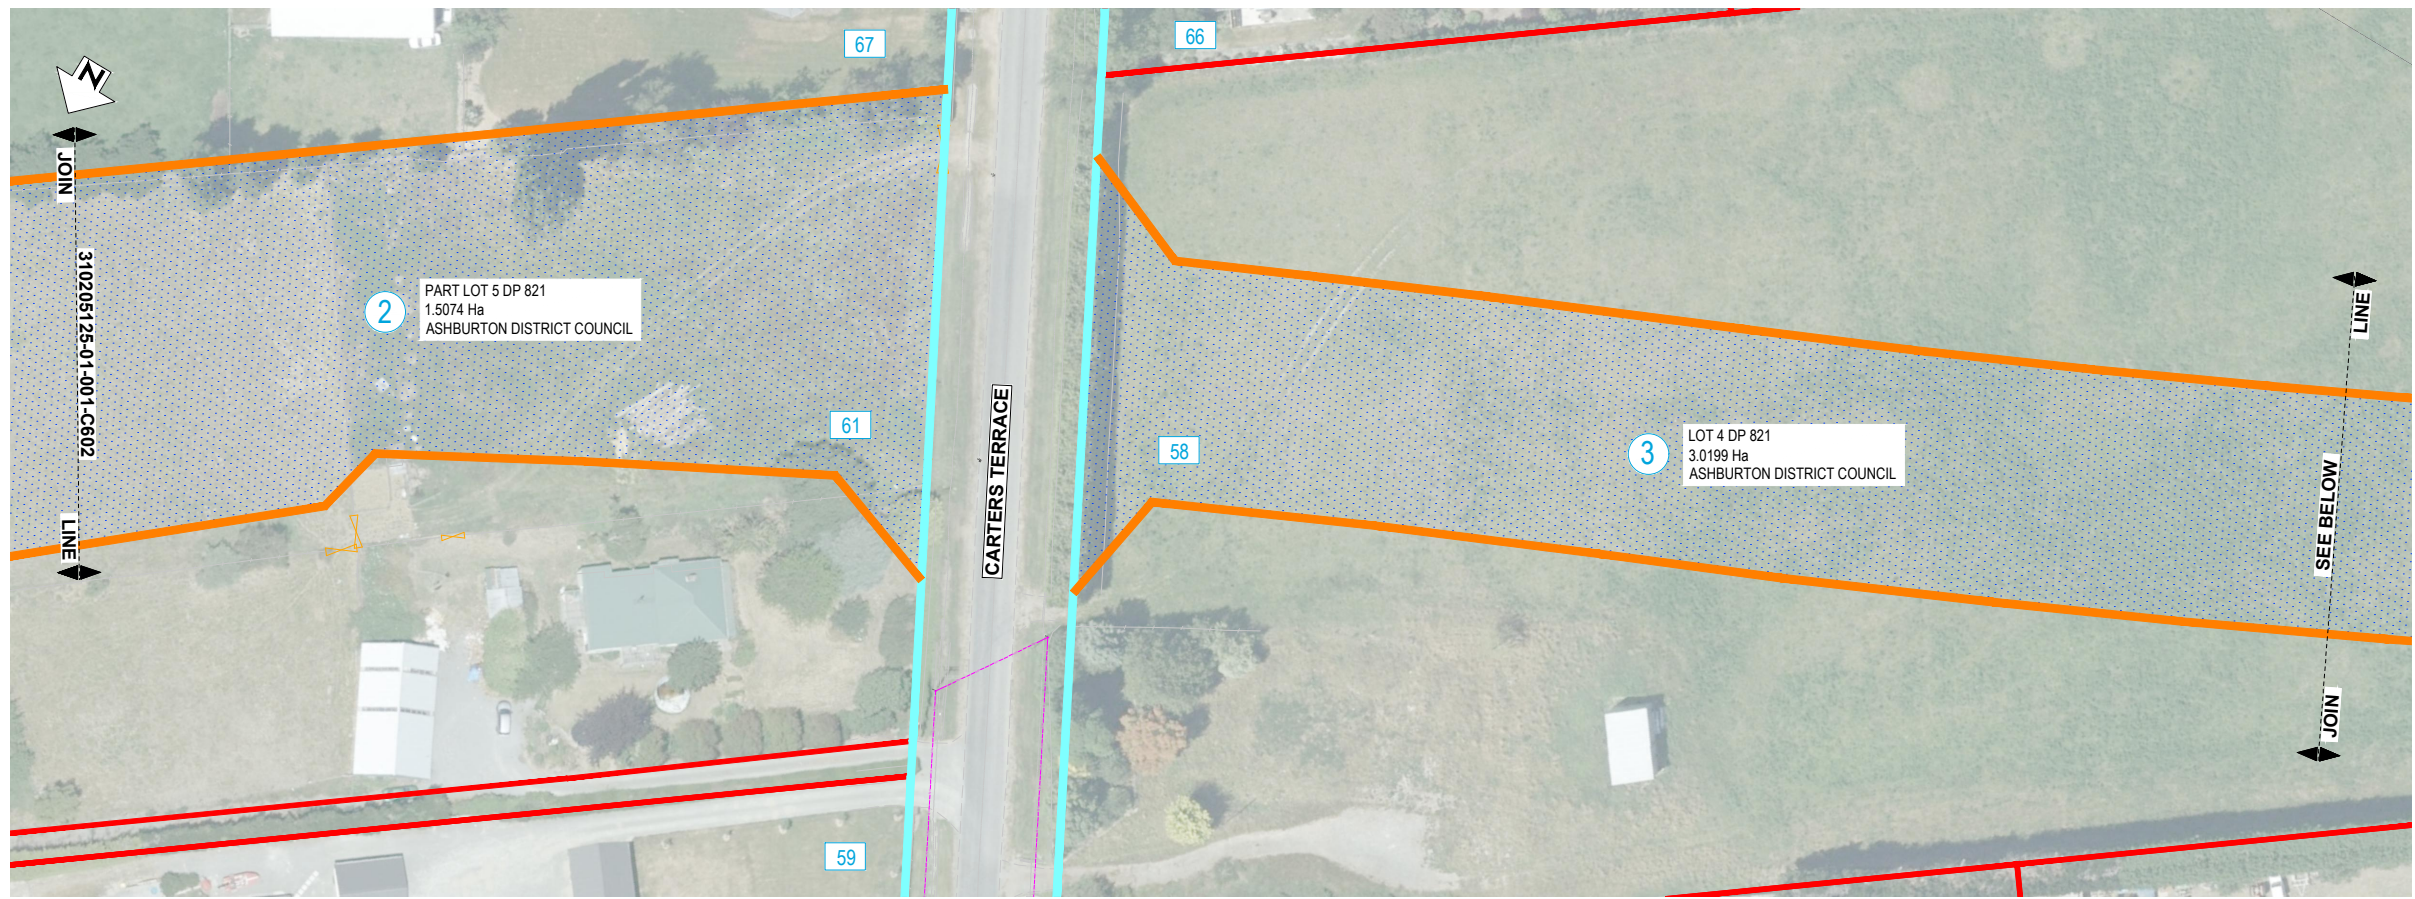 67
66
N
JOIN
310205125-01-001-C602
LINE
2
PART LOT 5 DP 821
1.5074 Ha
ASHBURTON DISTRICT COUNCIL
61
CARTERS TERRACE
58
3
LOT 4 DP 821
3.0199 Ha
ASHBURTON DISTRICT COUNCIL
LINE
SEE BELOW
JOIN
59